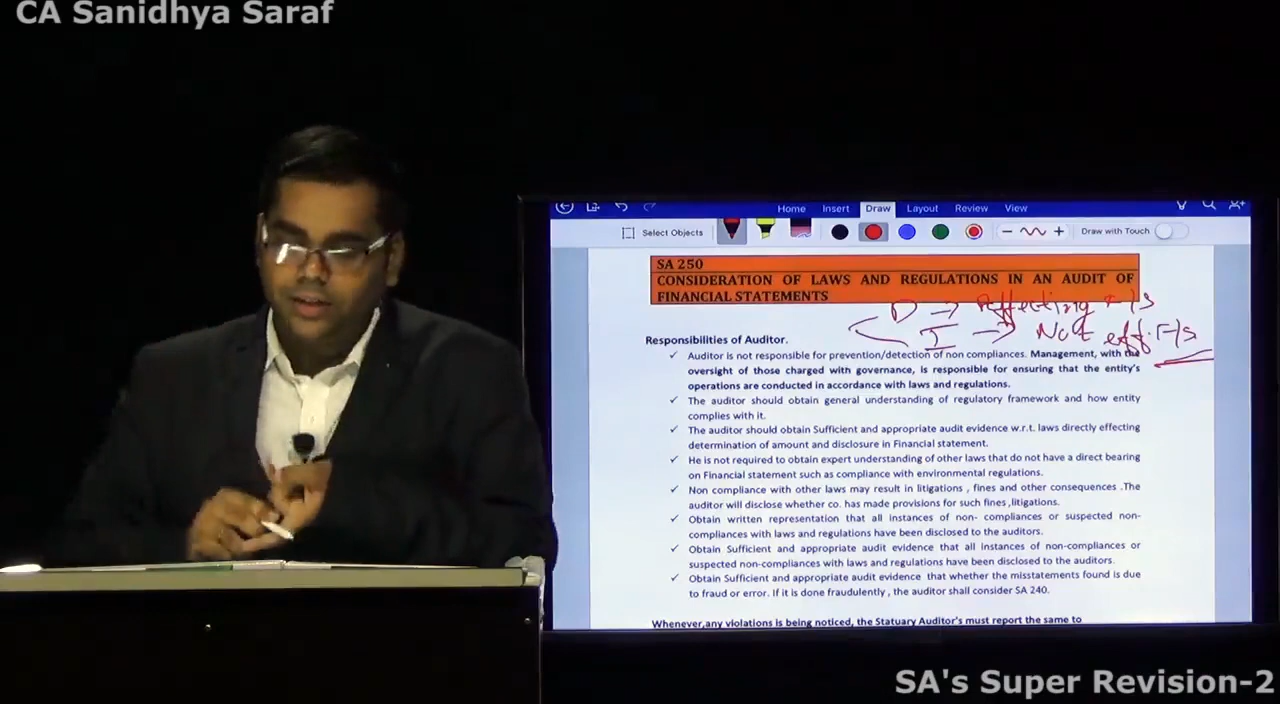 CA Sanidhya Saraf
Home Insert Draw Layout Review View
Select Objects
Draw with Touch
SA 250
CONSIDERATION OF LAWS AND REGULATIONS IN AN AUDIT OF
FINANCIAL STATEMENTS
D → Affecting F/s
I → Not eff. F/s
Responsibilities of Auditor.
✓ Auditor is not responsible for prevention/detection of non compliances. Management, with the
oversight of those charged with governance, is responsible for ensuring that the entity's
operations are conducted in accordance with laws and regulations.
✓ The auditor should obtain general understanding of regulatory framework and how entity
complies with it.
✓ The auditor should obtain Sufficient and appropriate audit evidence w.r.t. laws directly effecting
determination of amount and disclosure in Financial statement.
✓ He is not required to obtain expert understanding of other laws that do not have a direct bearing
on Financial statement such as compliance with environmental regulations.
✓ Non compliance with other laws may result in litigations , fines and other consequences .The
auditor will disclose whether co. has made provisions for such fines ,litigations.
✓ Obtain written representation that all instances of non- compliances or suspected non-
compliances with laws and regulations have been disclosed to the auditors.
✓ Obtain Sufficient and appropriate audit evidence that all instances of non-compliances or
suspected non-compliances with laws and regulations have been disclosed to the auditors.
✓ Obtain Sufficient and appropriate audit evidence that whether the misstatements found is due
to fraud or error. If it is done fraudulently , the auditor shall consider SA 240.
Whenever,any violations is being noticed, the Statuary Auditor's must report the same to
SA's Super Revision-2